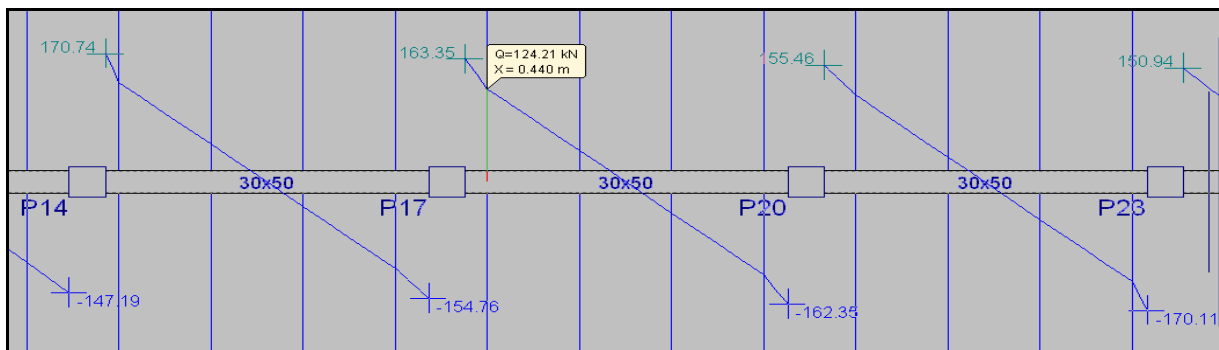 170.74
163.35
Q=124.21 kN
X = 0.440 m
55.46
150.94
30x50
30x50
30x50
P14
P17
P20
P23
-147.19
-154.76
-162.35
-170.11